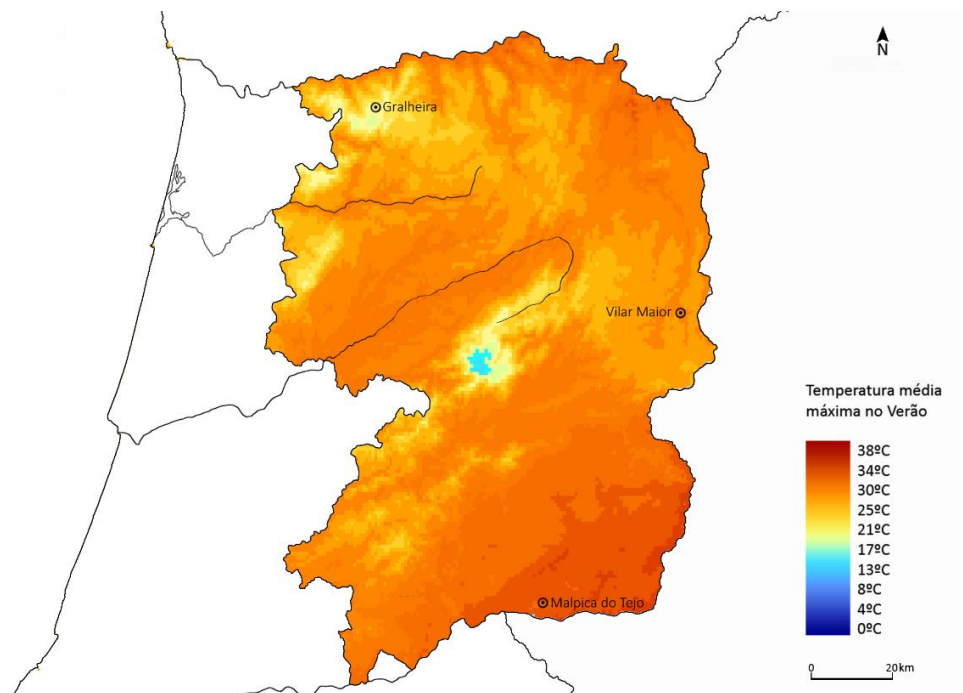 N
Gralheira
Vilar Maior
Temperatura média
máxima no Verão
38ºC
34ºC
30ºC
25ºC
21ºC
17ºC
13ºC
8ºC
4ºC
0ºC
Malpica do Tejo
0 20km